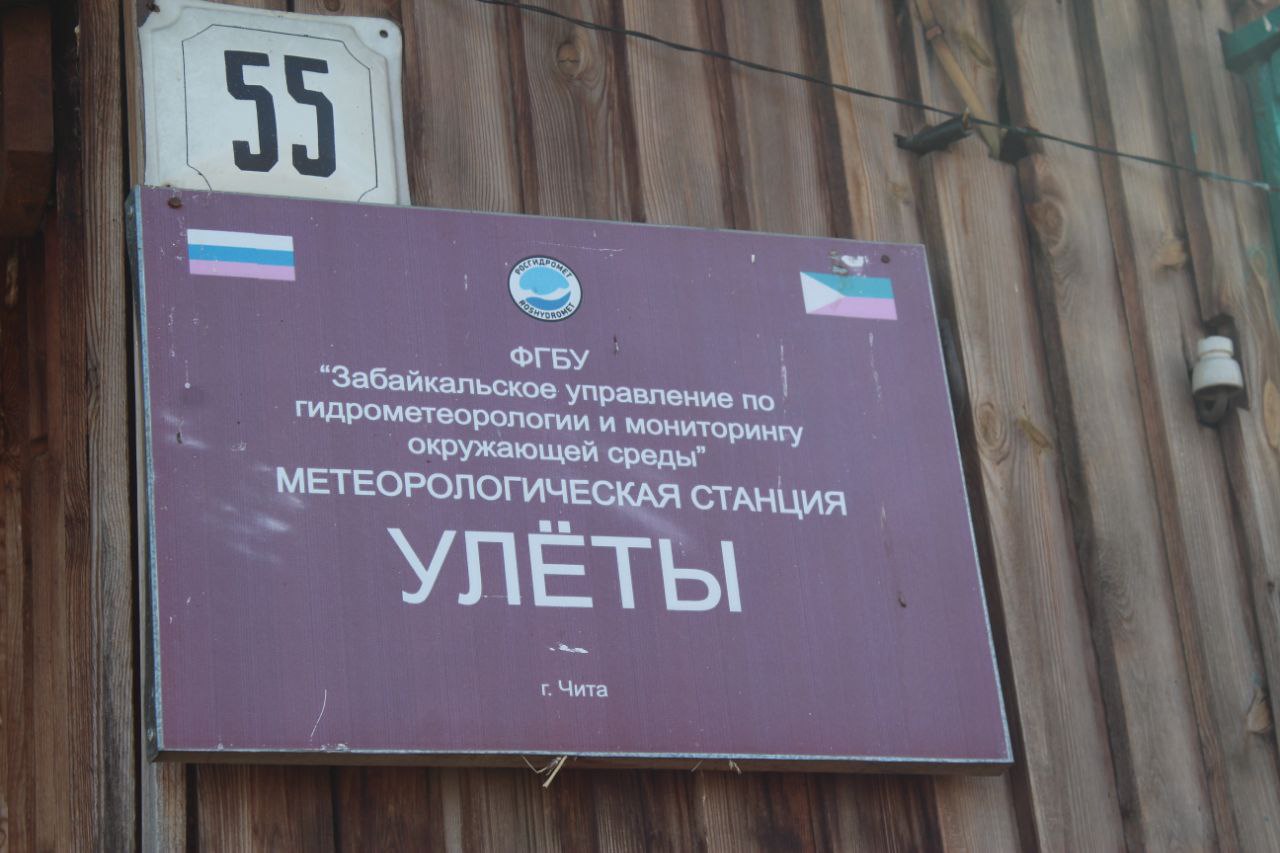 55
РОСГИДРОМЕТ
ROSHYDROMET
ФГБУ
“Забайкальское управление по
гидрометеорологии и мониторингу
окружающей среды”
МЕТЕОРОЛОГИЧЕСКАЯ СТАНЦИЯ
УЛЁТЫ
г. Чита